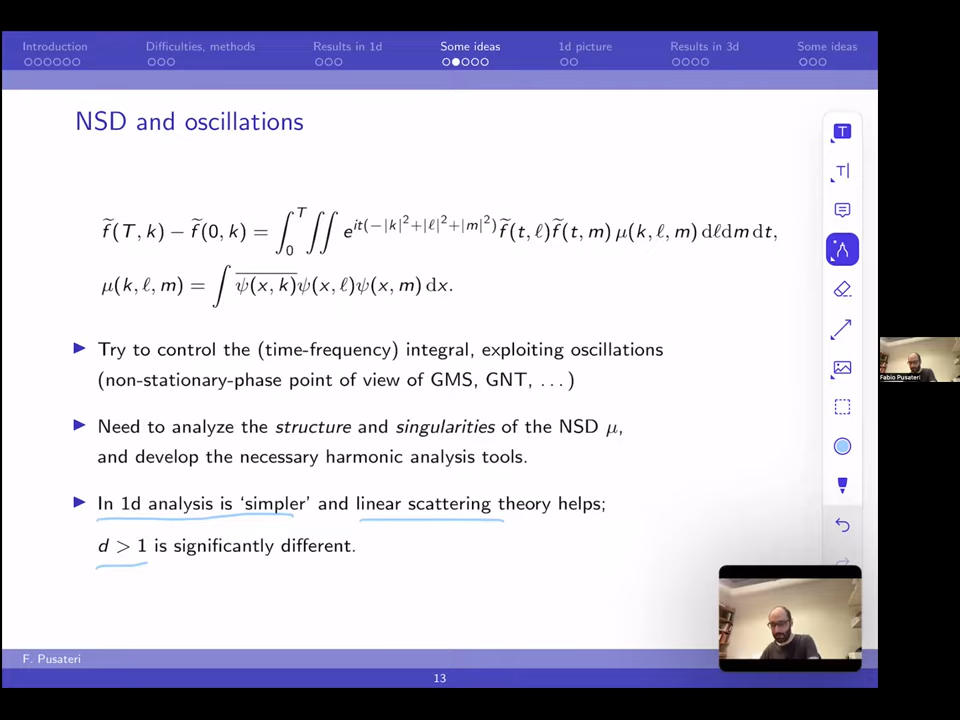 Introduction Difficulties, methods Results in 1d Some ideas 1d picture Results in 3d Some ideas
NSD and oscillations
f̃(T, k) − f̃(0, k) = ∫₀ᵀ ∬ e^{it(−|k|²+|ℓ|²+|m|²)} f̃(t, ℓ) f̃(t, m) μ(k, ℓ, m) dℓdm dt,
μ(k, ℓ, m) = ∫ \overline{ψ(x, k)}ψ(x, ℓ)ψ(x, m) dx.
▶ Try to control the (time-frequency) integral, exploiting oscillations
(non-stationary-phase point of view of GMS, GNT, . . . )
▶ Need to analyze the structure and singularities of the NSD μ,
and develop the necessary harmonic analysis tools.
▶ In 1d analysis is ‘simpler’ and linear scattering theory helps;
d > 1 is significantly different.
F. Pusateri
13
T
T
Fabio Pusateri